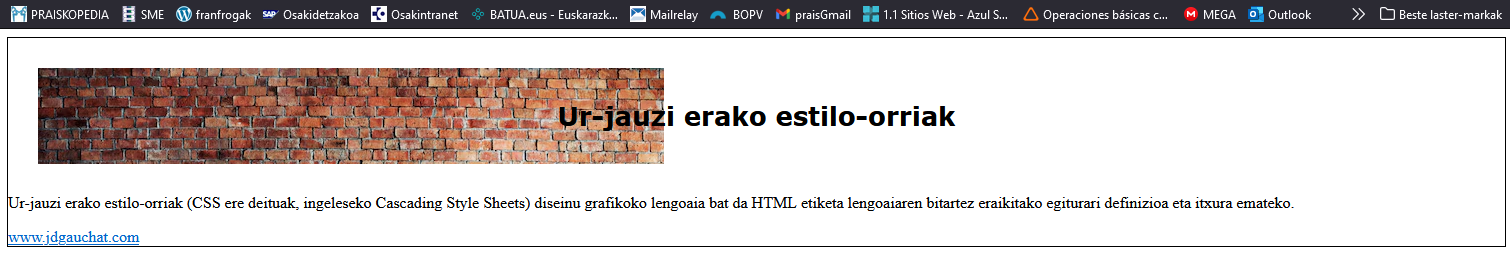 PRAISKOPEDIA SME franfrogak Osakidetzakoa Osakintranet BATUA.eus - Euskarazk... Mailrelay BOPV praisGmail 1.1 Sitios Web - Azul S... Operaciones básicas c... MEGA Outlook Beste laster-markak
Ur-jauzi erako estilo-orriak
Ur-jauzi erako estilo-orriak (CSS ere deituak, ingeleseko Cascading Style Sheets) diseinu grafikoko lengoaia bat da HTML etiketa lengoaiaren bitartez eraikitako egiturari definizioa eta itxura emateko.
www.jdgauchat.com